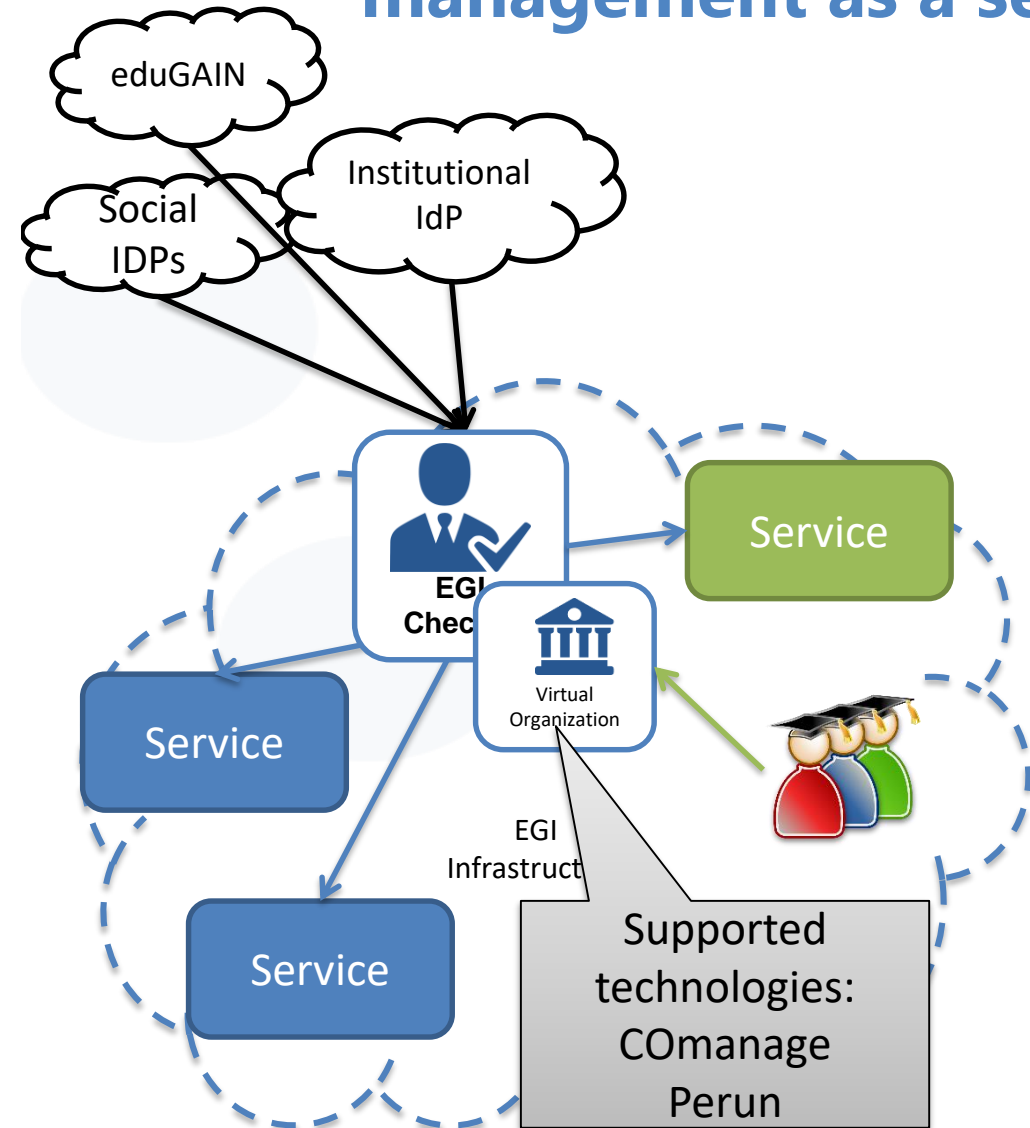 management as a se
eduGAIN
Institutional
IdP
Social
IDPs
Service
EGI
Chec
Virtual
Organization
Service
EGI
Infrastruct
Supported
technologies:
COmanage
Perun
Service